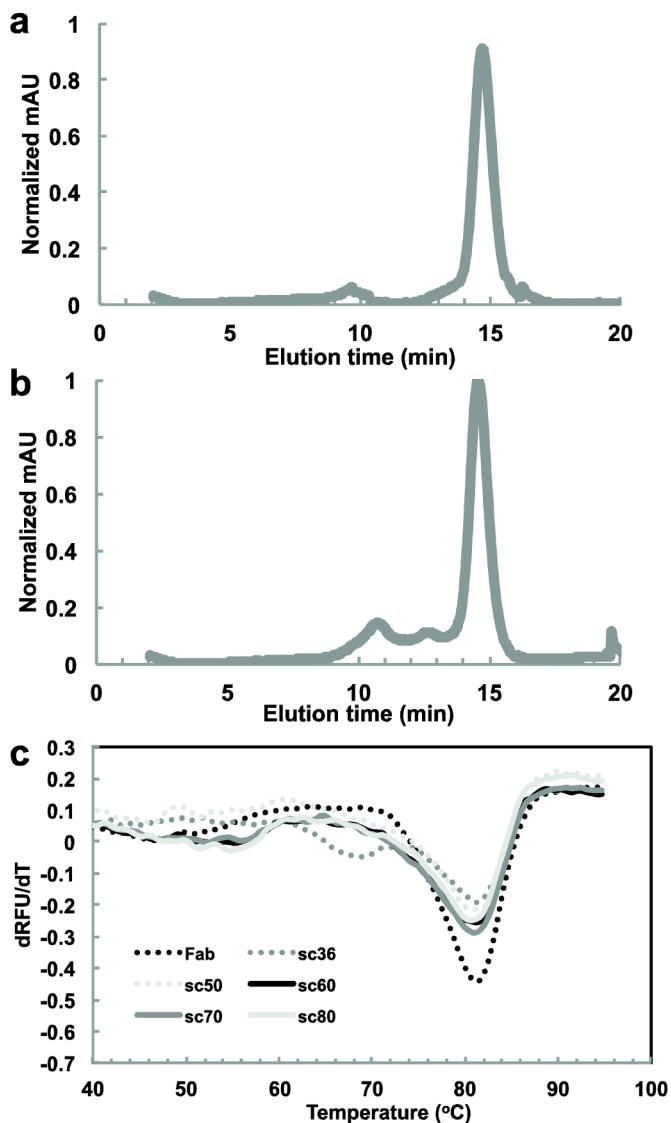 a
1
0.8
0.6
0.4
0.2
0
Normalized mAU
0 5 10 15 20
Elution time (min)
b
1
0.8
0.6
0.4
0.2
0
Normalized mAU
0 5 10 15 20
Elution time (min)
c
0.3
0.2
0.1
0
-0.1
-0.2
-0.3
-0.4
-0.5
-0.6
-0.7
dRFU/dT
Fab sc36
sc50 sc60
sc70 sc80
40 50 60 70 80 90 100
Temperature (ºC)